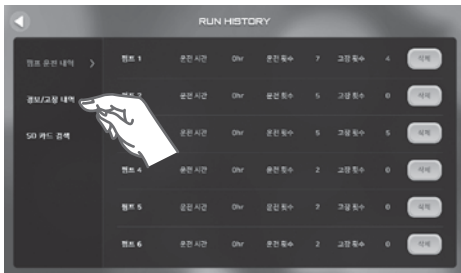 RUN HISTORY
펌프 운전 내역 >
경보/고장 내역
SD 카드 검색
펌프 1 운전 시간 0hr 운전 횟수 7 고장 횟수 4 삭제
운전 시간 0hr 운전 횟수 5 고장 횟수 0 삭제
운전 시간 0hr 운전 횟수 5 고장 횟수 5 삭제
펌프 4 운전 시간 0hr 운전 횟수 2 고장 횟수 0 삭제
펌프 5 운전 시간 0hr 운전 횟수 2 고장 횟수 0 삭제
펌프 6 운전 시간 0hr 운전 횟수 2 고장 횟수 0 삭제